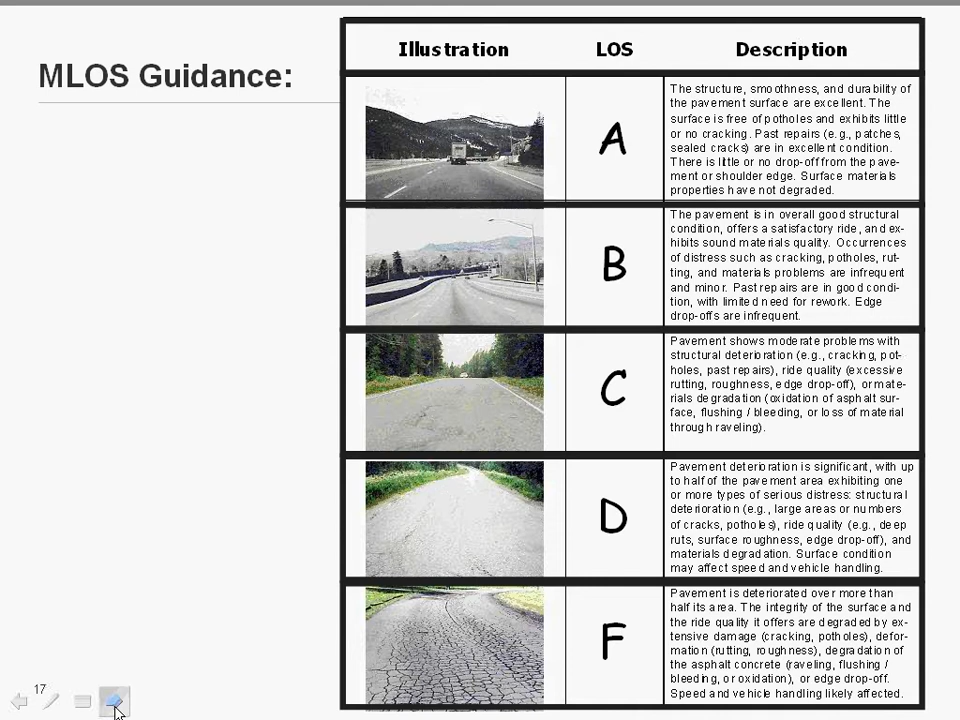 MLOS Guidance:
Illustration LOS Description
A
The structure, smoothness, and durability of
the pavement surface are excellent. The
surface is free of potholes and exhibits little
or no cracking. Past repairs (e.g., patches,
sealed cracks) are in excellent condition.
There is little or no drop-off from the pave-
ment or shoulder edge. Surface materials
properties have not degraded.
B
The pavement is in overall good structural
condition, offers a satisfactory ride, and ex-
hibits sound materials quality. Occurrences
of distress such as cracking, potholes, rut-
ting, and materials problems are infrequent
and minor. Past repairs are in good condi-
tion, with limited need for rework. Edge
drop-offs are infrequent.
C
Pavement shows moderate problems with
structural deterioration (e.g., cracking, pot-
holes, past repairs), ride quality (excessive
rutting, roughness, edge drop-off), or mate-
rials degradation (oxidation of asphalt sur-
face, flushing / bleeding, or loss of material
through raveling).
D
Pavement deterioration is significant, with up
to half of the pavement area exhibiting one
or more types of serious distress: structural
deterioration (e.g., large areas or numbers
of cracks, potholes), ride quality (e.g., deep
ruts, surface roughness, edge drop-off), and
materials degradation. Surface condition
may affect speed and vehicle handling.
F
Pavement is deteriorated over more than
half its area. The integrity of the surface and
the ride quality it offers are degraded by ex-
tensive damage (cracking, potholes), defor-
mation (rutting, roughness), degradation of
the asphalt concrete (raveling, flushing /
bleeding, or oxidation), or edge drop-off.
Speed and vehicle handling likely affected.
17